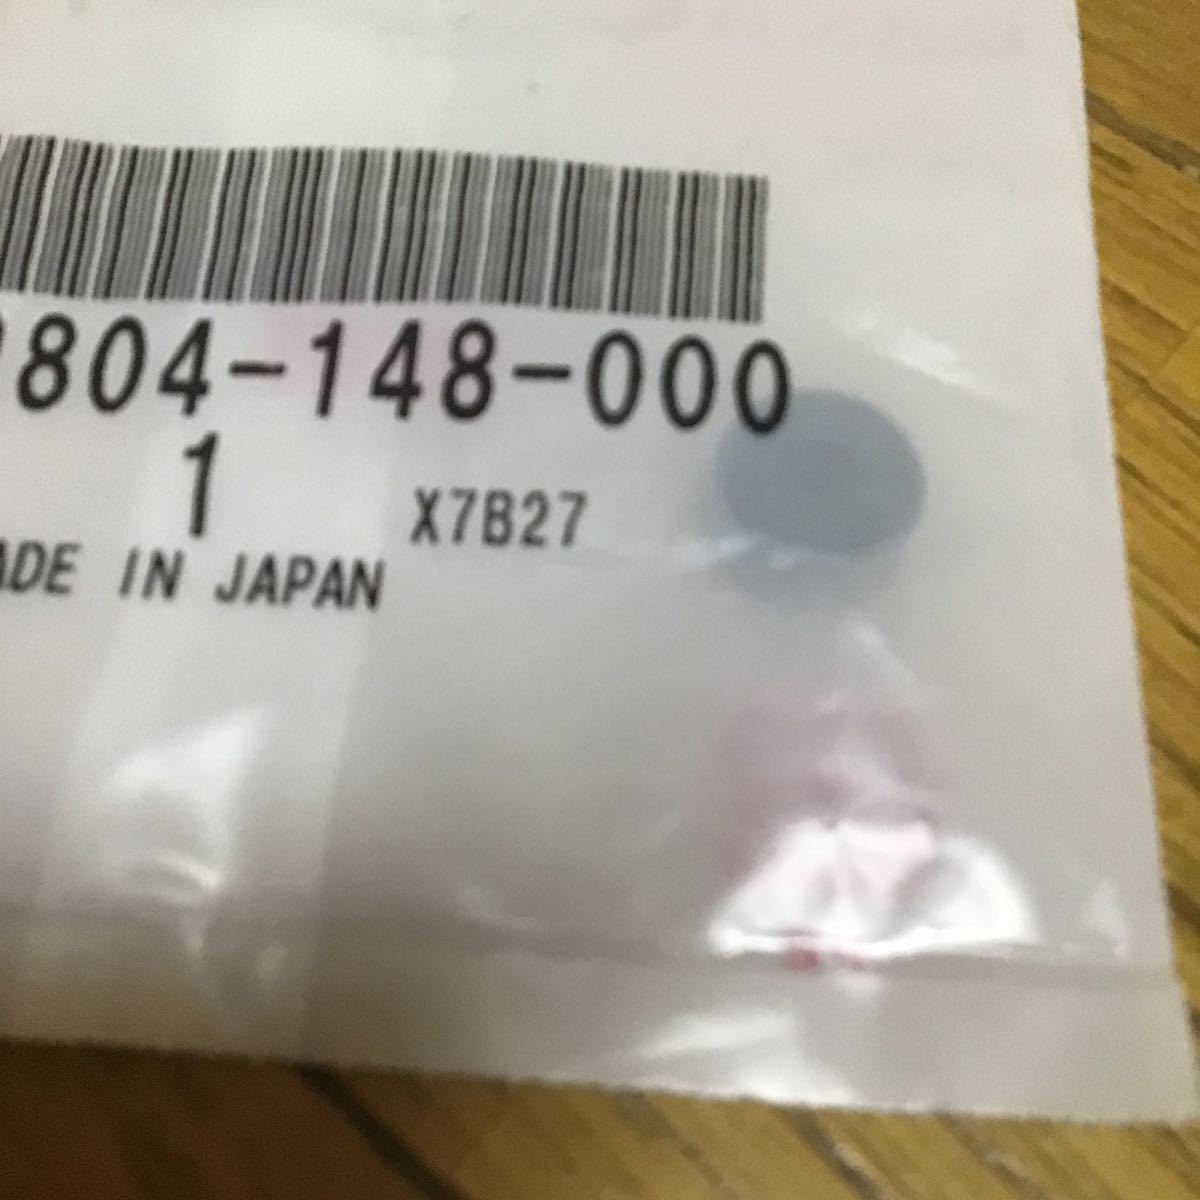 804-148-000
1 X7B27
ADE IN JAPAN